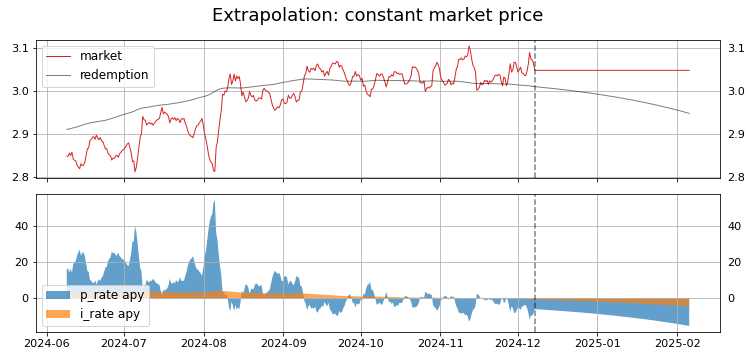 Extrapolation: constant market price
3.1 3.1
market
redemption
3.0 3.0
2.9 2.9
2.8 2.8
40 40
20 20
0 0
p_rate apy
i_rate apy
2024-06 2024-07 2024-08 2024-09 2024-10 2024-11 2024-12 2025-01 2025-02